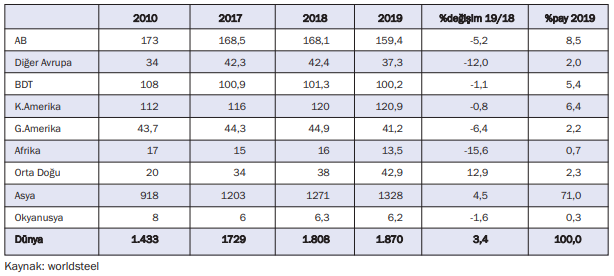 2010 2017 2018 2019 %değişim 19/18 %pay 2019
AB 173 168,5 168,1 159,4 -5,2 8,5
Diğer Avrupa 34 42,3 42,4 37,3 -12,0 2,0
BDT 108 100,9 101,3 100,2 -1,1 5,4
K.Amerika 112 116 120 120,9 -0,8 6,4
G.Amerika 43,7 44,3 44,9 41,2 -6,4 2,2
Afrika 17 15 16 13,5 -15,6 0,7
Orta Doğu 20 34 38 42,9 12,9 2,3
Asya 918 1203 1271 1328 4,5 71,0
Okyanusya 8 6 6,3 6,2 -1,6 0,3
Dünya 1.433 1729 1.808 1.870 3,4 100,0
Kaynak: worldsteel